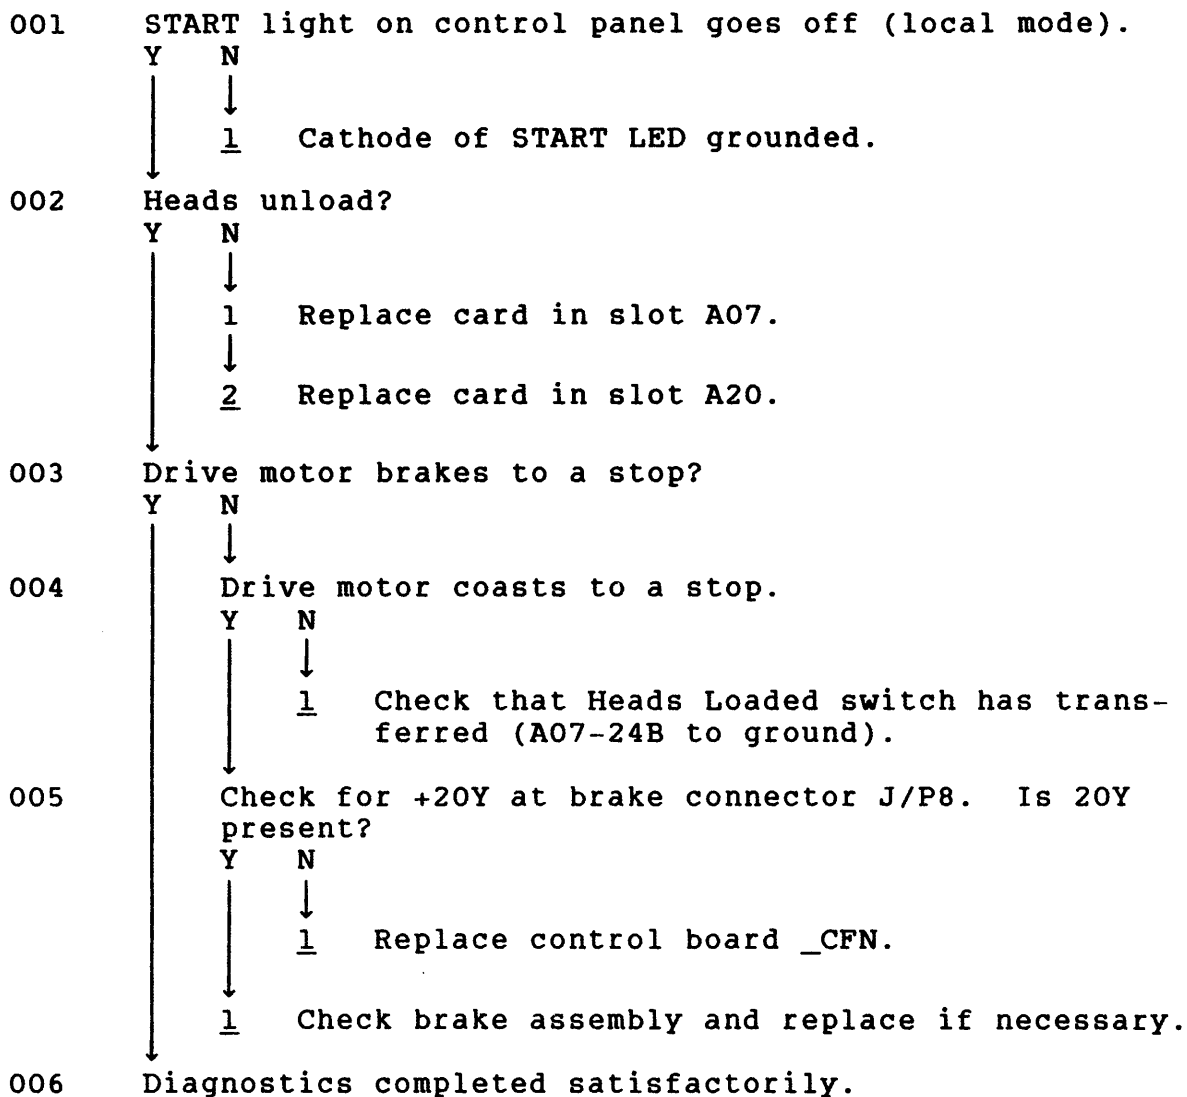 001 START light on control panel goes off (local mode).
Y N
1 Cathode of START LED grounded.
002 Heads unload?
Y N
1 Replace card in slot A07.
2 Replace card in slot A20.
003 Drive motor brakes to a stop?
Y N
004 Drive motor coasts to a stop.
Y N
1 Check that Heads Loaded switch has trans-
ferred (A07-24B to ground).
005 Check for +20Y at brake connector J/P8. Is 20Y
present?
Y N
1 Replace control board _CFN.
1 Check brake assembly and replace if necessary.
006 Diagnostics completed satisfactorily.